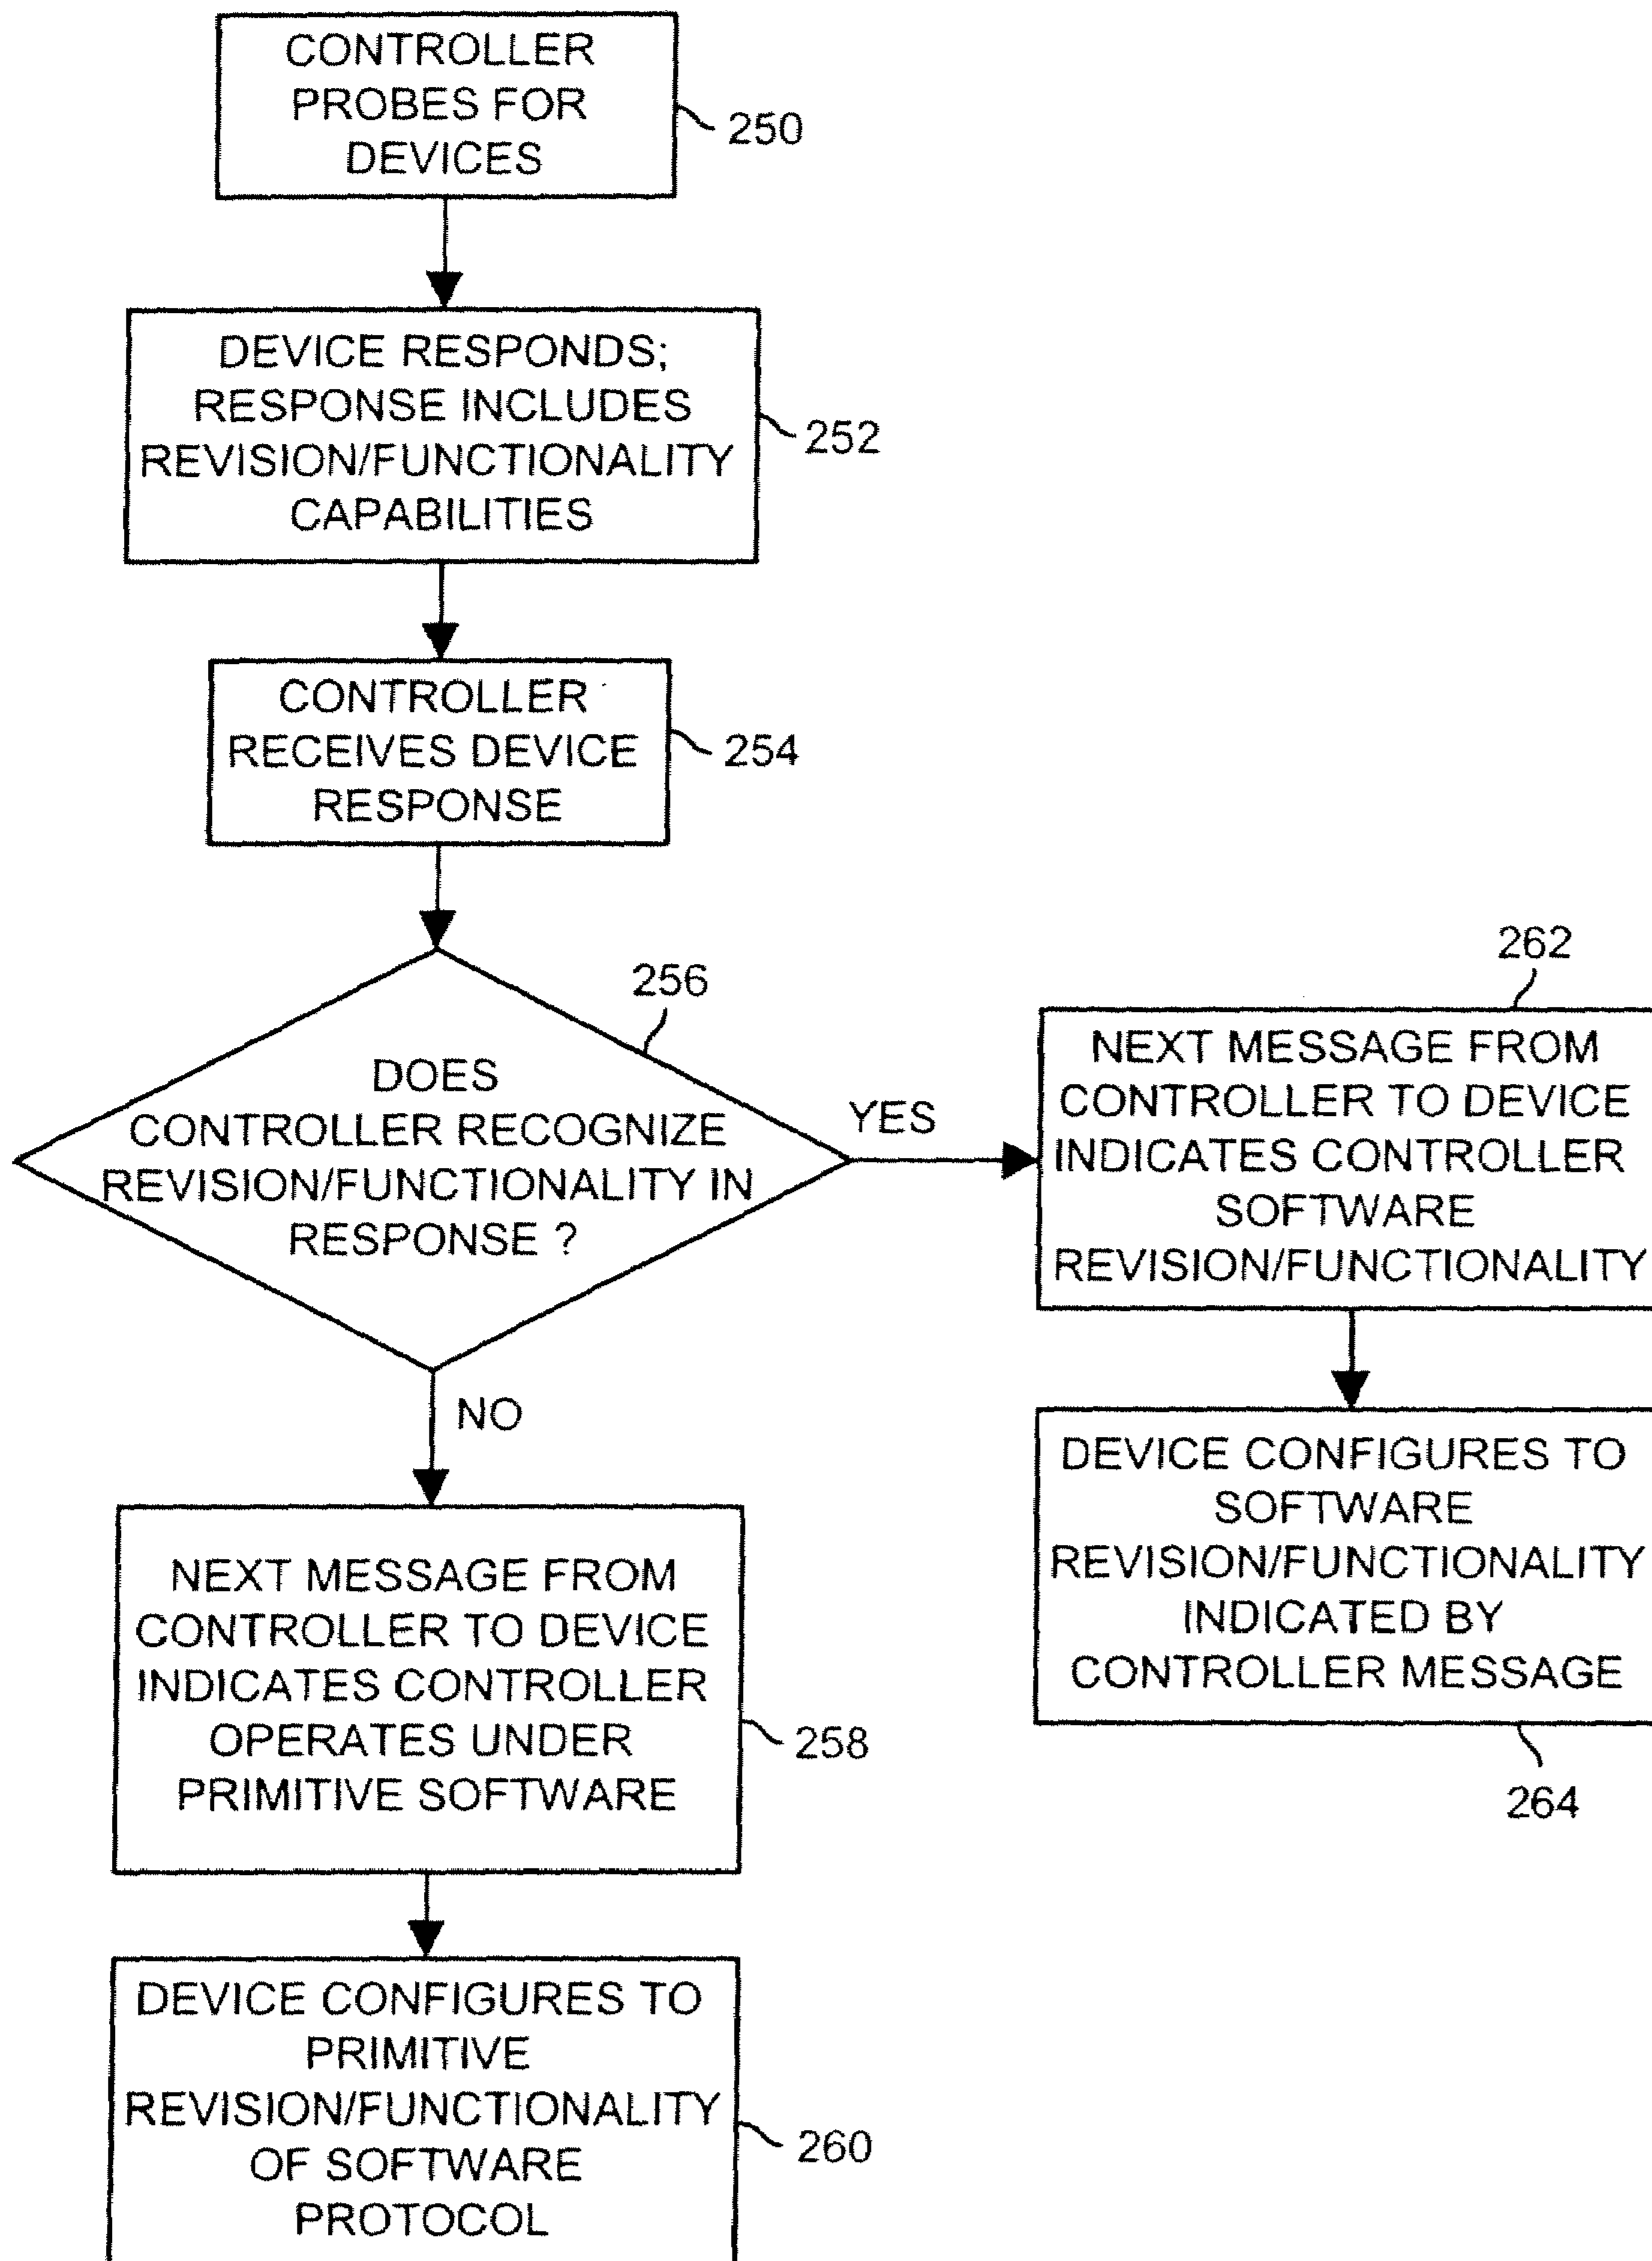 CONTROLLER
PROBES FOR
DEVICES
250
DEVICE RESPONDS;
RESPONSE INCLUDES
REVISION/FUNCTIONALITY
CAPABILITIES
252
CONTROLLER
RECEIVES DEVICE
RESPONSE
254
256
DOES
CONTROLLER RECOGNIZE
REVISION/FUNCTIONALITY IN
RESPONSE ?
YES
NO
262
NEXT MESSAGE FROM
CONTROLLER TO DEVICE
INDICATES CONTROLLER
SOFTWARE
REVISION/FUNCTIONALITY
DEVICE CONFIGURES TO
SOFTWARE
REVISION/FUNCTIONALITY
INDICATED BY
CONTROLLER MESSAGE
264
NEXT MESSAGE FROM
CONTROLLER TO DEVICE
INDICATES CONTROLLER
OPERATES UNDER
PRIMITIVE SOFTWARE
258
DEVICE CONFIGURES TO
PRIMITIVE
REVISION/FUNCTIONALITY
OF SOFTWARE
PROTOCOL
260